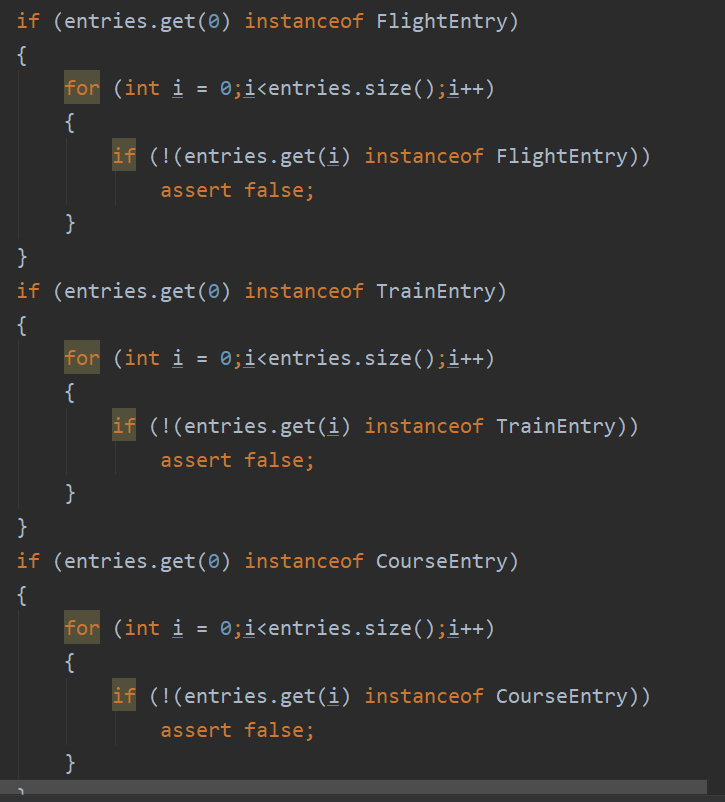 if (entries.get(0) instanceof FlightEntry)
{
    for (int i = 0;i<entries.size();i++)
    {
        if (!(entries.get(i) instanceof FlightEntry))
            assert false;
    }
}
if (entries.get(0) instanceof TrainEntry)
{
    for (int i = 0;i<entries.size();i++)
    {
        if (!(entries.get(i) instanceof TrainEntry))
            assert false;
    }
}
if (entries.get(0) instanceof CourseEntry)
{
    for (int i = 0;i<entries.size();i++)
    {
        if (!(entries.get(i) instanceof CourseEntry))
            assert false;
    }
}